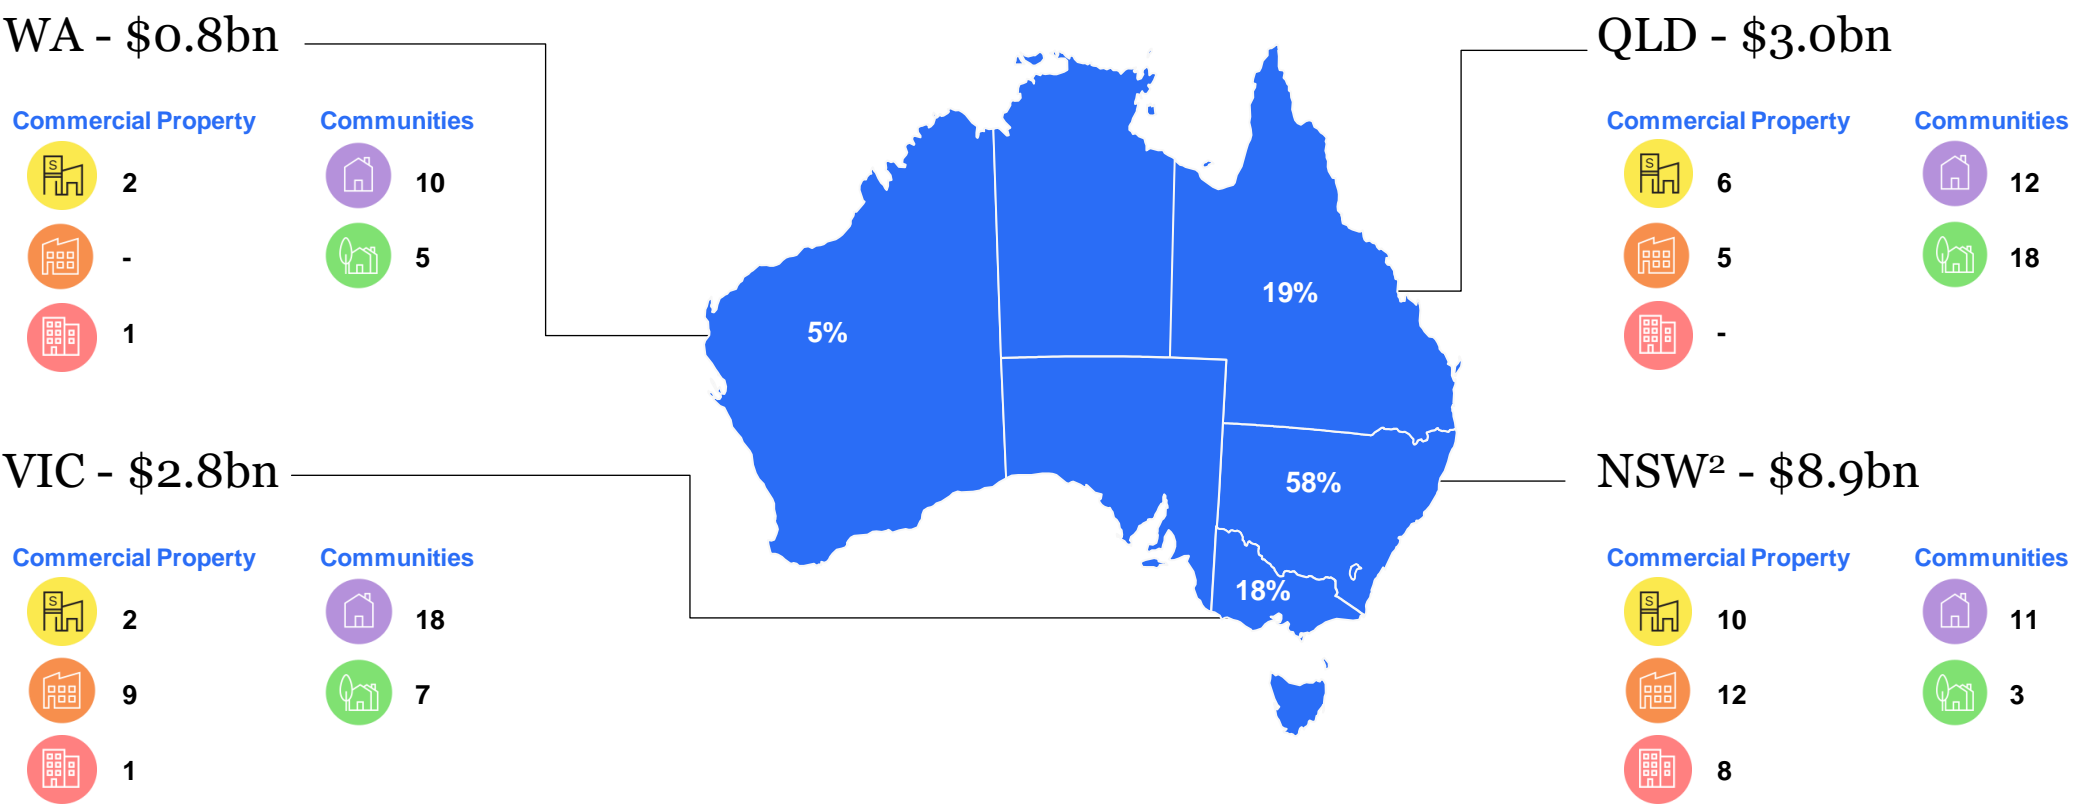 WA - $0.8bn
Commercial Property
Communities
S
2
10
-
5
1
VIC - $2.8bn
Commercial Property
Communities
S
2
18
9
7
1
5%
19%
58%
18%
QLD - $3.0bn
Commercial Property
Communities
S
6
12
5
18
-
NSW² - $8.9bn
Commercial Property
Communities
S
10
11
12
3
8